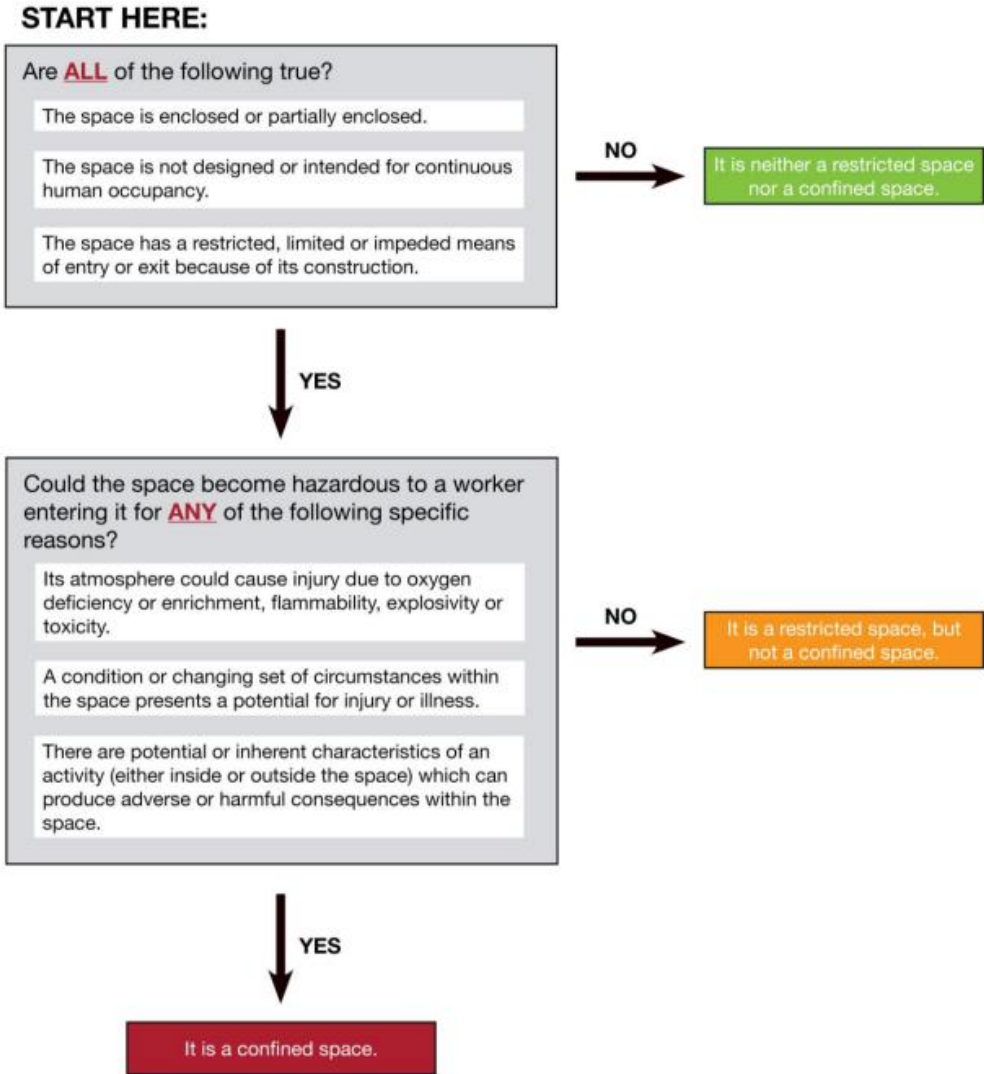 START HERE:
Are ALL of the following true?
The space is enclosed or partially enclosed.
The space is not designed or intended for continuous
human occupancy.
The space has a restricted, limited or impeded means
of entry or exit because of its construction.
NO
It is neither a restricted space
nor a confined space.
YES
Could the space become hazardous to a worker
entering it for ANY of the following specific
reasons?
Its atmosphere could cause injury due to oxygen
deficiency or enrichment, flammability, explosivity or
toxicity.
A condition or changing set of circumstances within
the space presents a potential for injury or illness.
There are potential or inherent characteristics of an
activity (either inside or outside the space) which can
produce adverse or harmful consequences within the
space.
NO
It is a restricted space, but
not a confined space.
YES
It is a confined space.